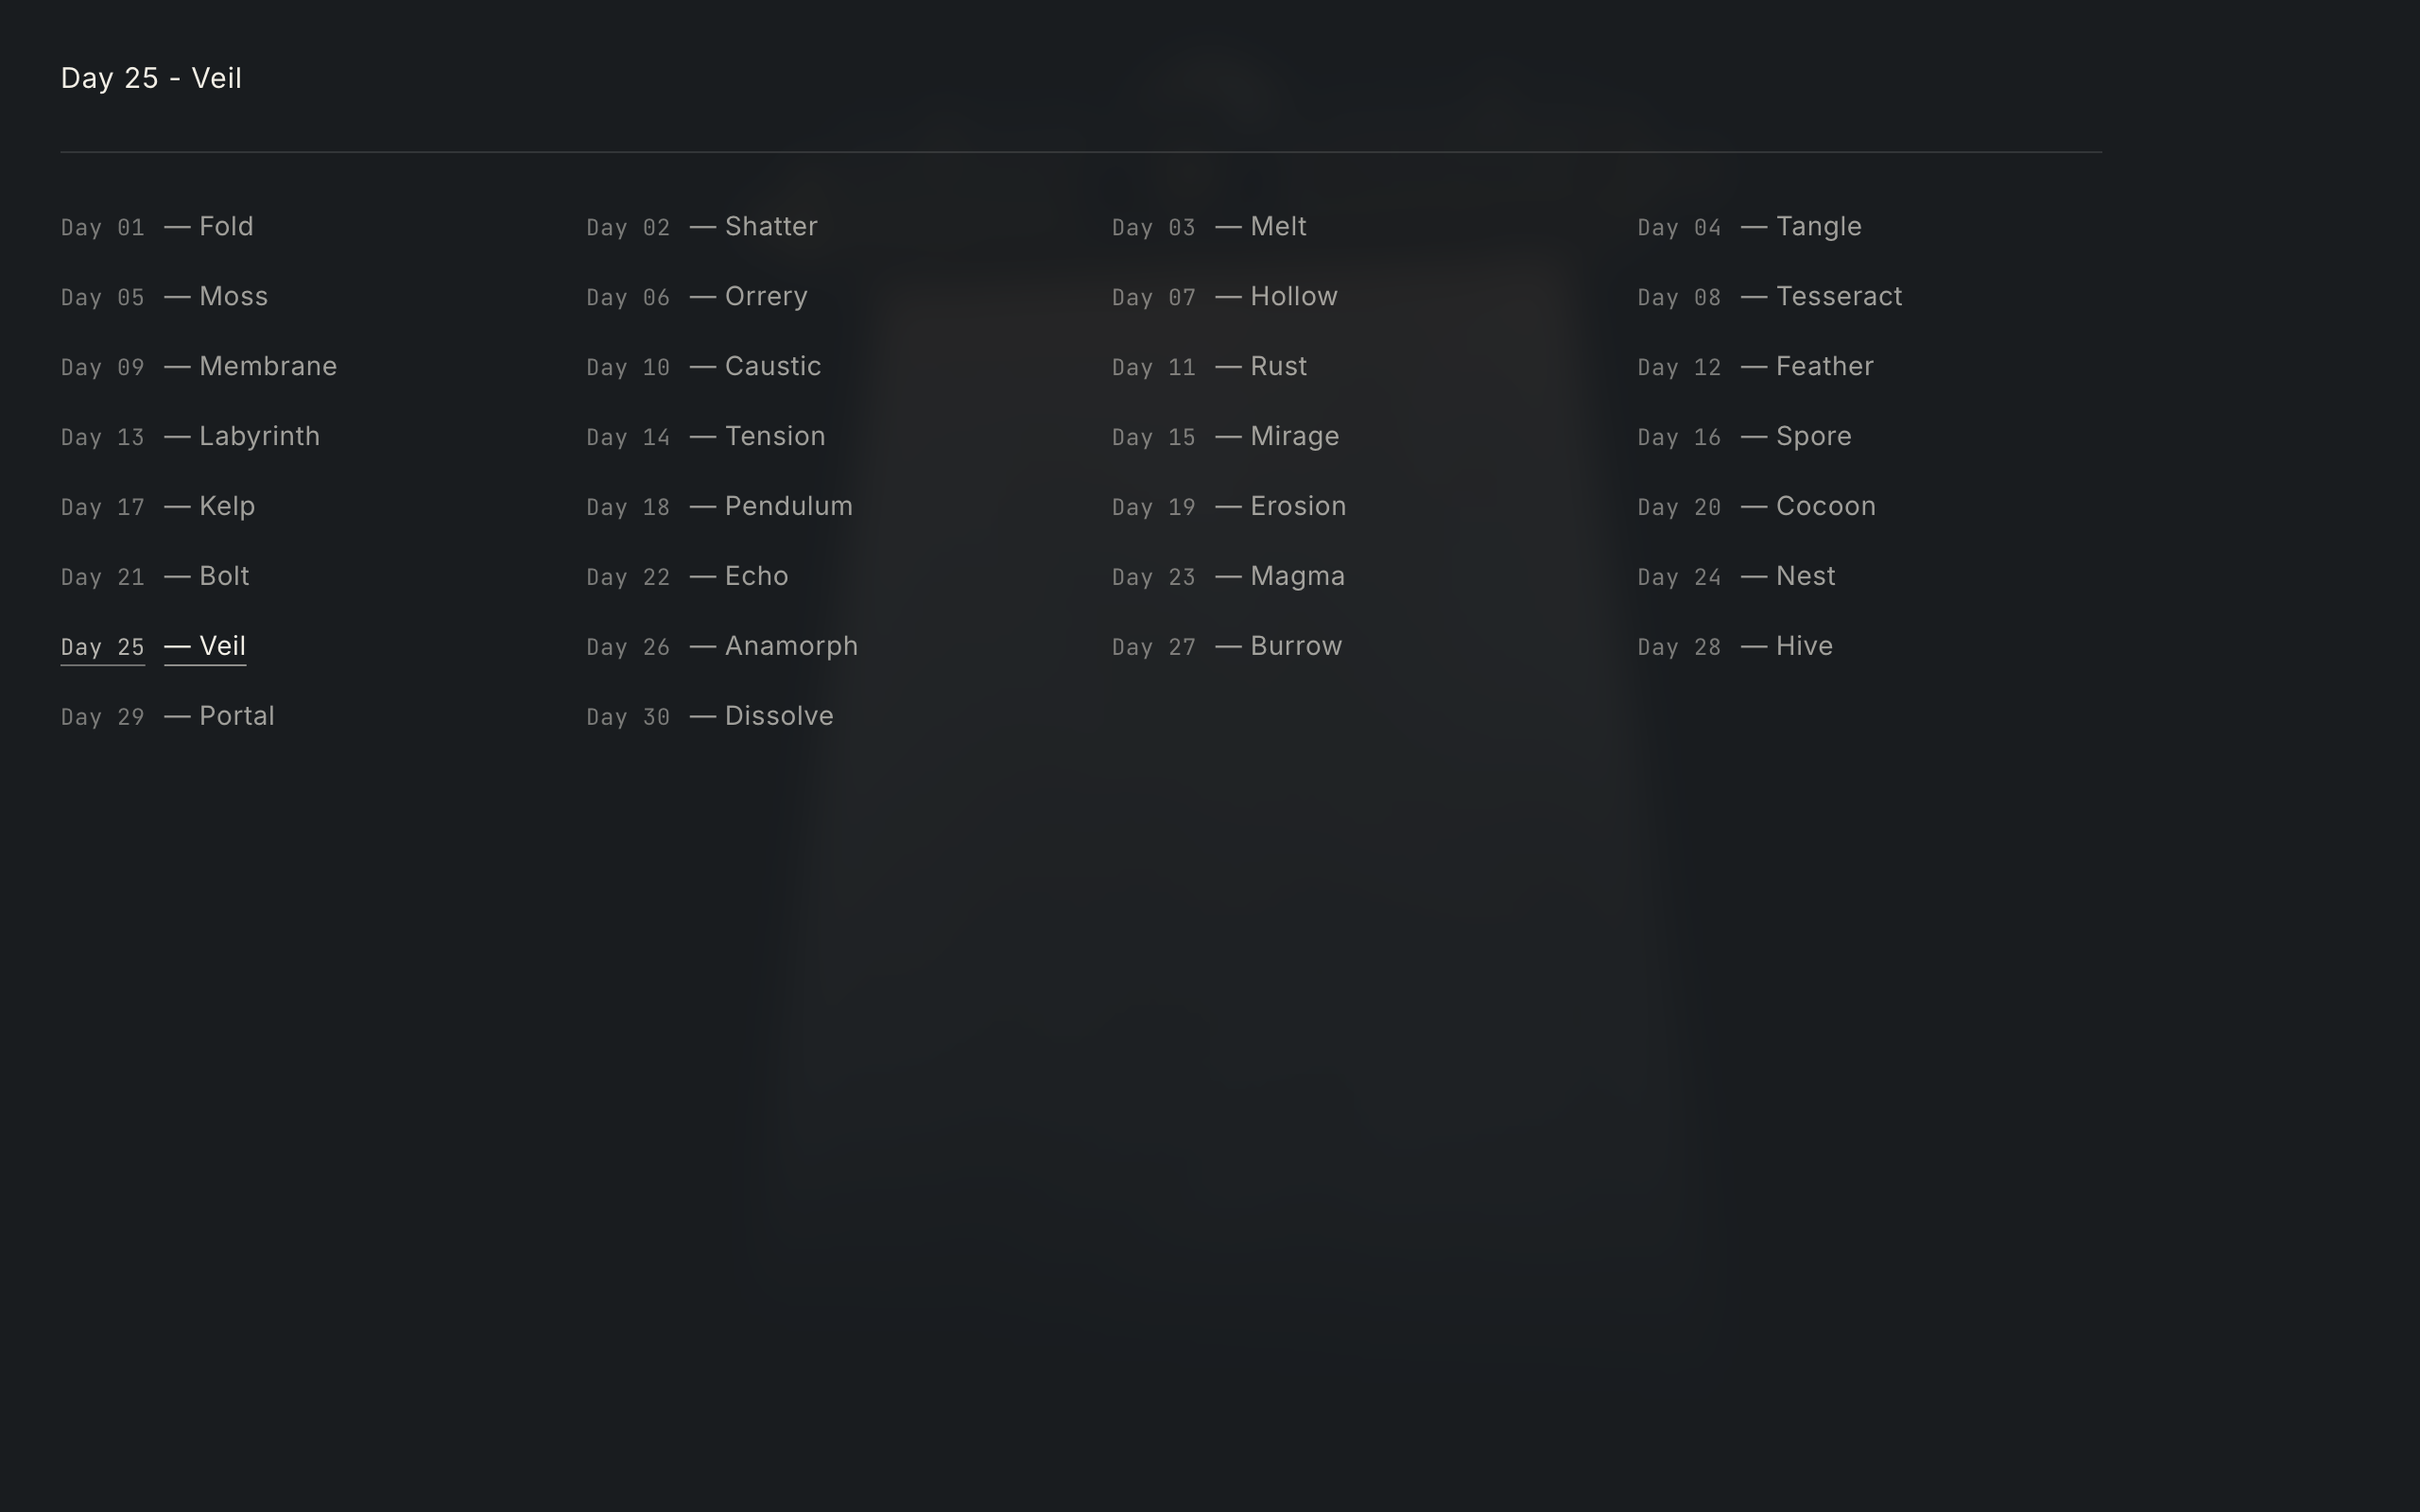 Day 25 - Veil
Day 01 — Fold Day 02 — Shatter Day 03 — Melt Day 04 — Tangle
Day 05 — Moss Day 06 — Orrery Day 07 — Hollow Day 08 — Tesseract
Day 09 — Membrane Day 10 — Caustic Day 11 — Rust Day 12 — Feather
Day 13 — Labyrinth Day 14 — Tension Day 15 — Mirage Day 16 — Spore
Day 17 — Kelp Day 18 — Pendulum Day 19 — Erosion Day 20 — Cocoon
Day 21 — Bolt Day 22 — Echo Day 23 — Magma Day 24 — Nest
Day 25 — Veil Day 26 — Anamorph Day 27 — Burrow Day 28 — Hive
Day 29 — Portal Day 30 — Dissolve